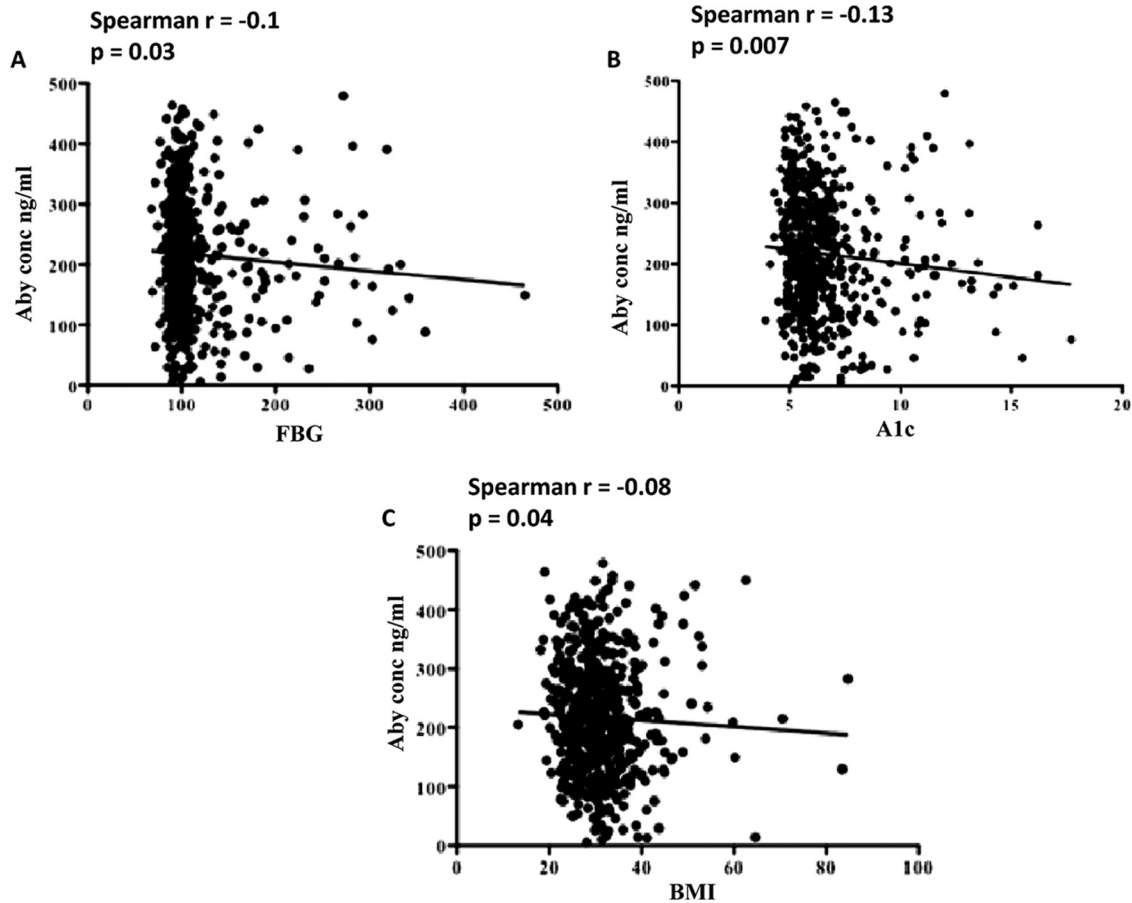 Spearman r = -0.1
p = 0.03
A
500
400
300
200
100
0
Aby conc ng/ml
0 100 200 300 400 500
FBG
Spearman r = -0.13
p = 0.007
B
500
400
300
200
100
0
Aby conc ng/ml
0 5 10 15 20
A1c
Spearman r = -0.08
p = 0.04
C
500
400
300
200
100
0
Aby conc ng/ml
0 20 40 60 80 100
BMI